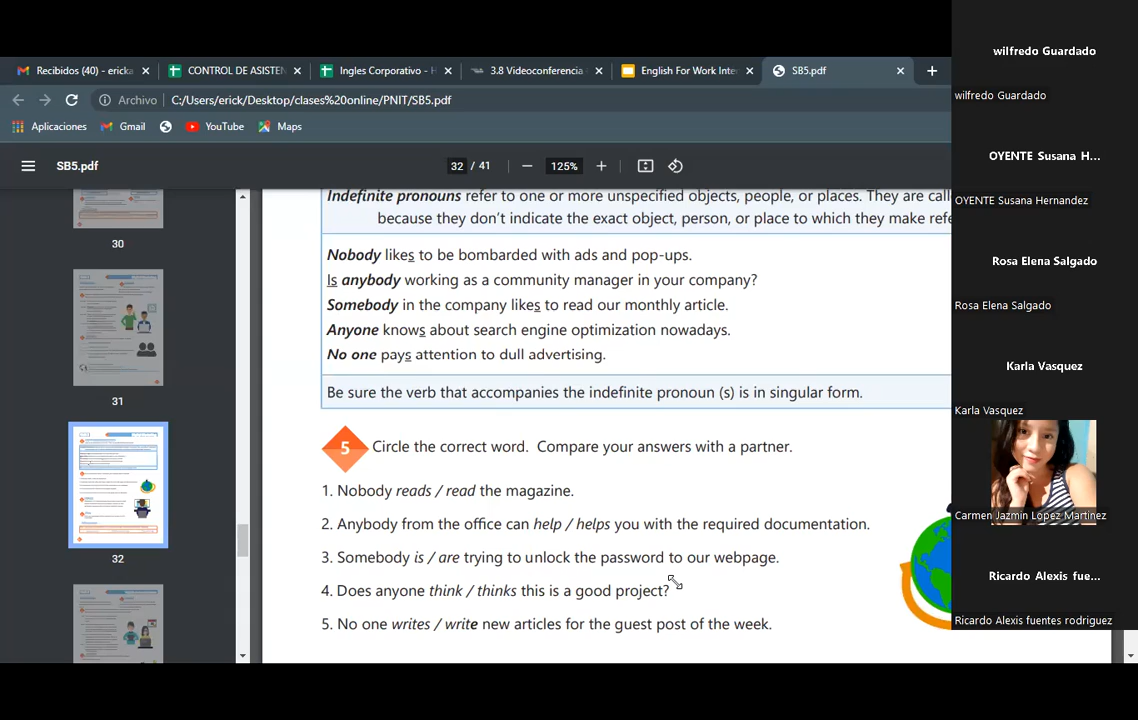 Recibidos (40) - ericka
CONTROL DE ASISTEN
Ingles Corporativo - H
3.8 Videoconferencia
English For Work Inter
SB5.pdf
Archivo
C:/Users/erick/Desktop/clases%20online/PNIT/SB5.pdf
Aplicaciones
Gmail
YouTube
Maps
SB5.pdf
32 / 41
125%
30
31
32
Indefinite pronouns refer to one or more unspecified objects, people, or places. They are call
because they don't indicate the exact object, person, or place to which they make refe
Nobody likes to be bombarded with ads and pop-ups.
Is anybody working as a community manager in your company?
Somebody in the company likes to read our monthly article.
Anyone knows about search engine optimization nowadays.
No one pays attention to dull advertising.
Be sure the verb that accompanies the indefinite pronoun (s) is in singular form.
5 Circle the correct word. Compare your answers with a partner.
1. Nobody reads / read the magazine.
2. Anybody from the office can help / helps you with the required documentation.
3. Somebody is / are trying to unlock the password to our webpage.
4. Does anyone think / thinks this is a good project?
5. No one writes / write new articles for the guest post of the week.
wilfredo Guardado
wilfredo Guardado
OYENTE Susana H...
OYENTE Susana Hernandez
Rosa Elena Salgado
Rosa Elena Salgado
Karla Vasquez
Karla Vasquez
Carmen Jazmin Lopez Martinez
Ricardo Alexis fue...
Ricardo Alexis fuentes rodriguez